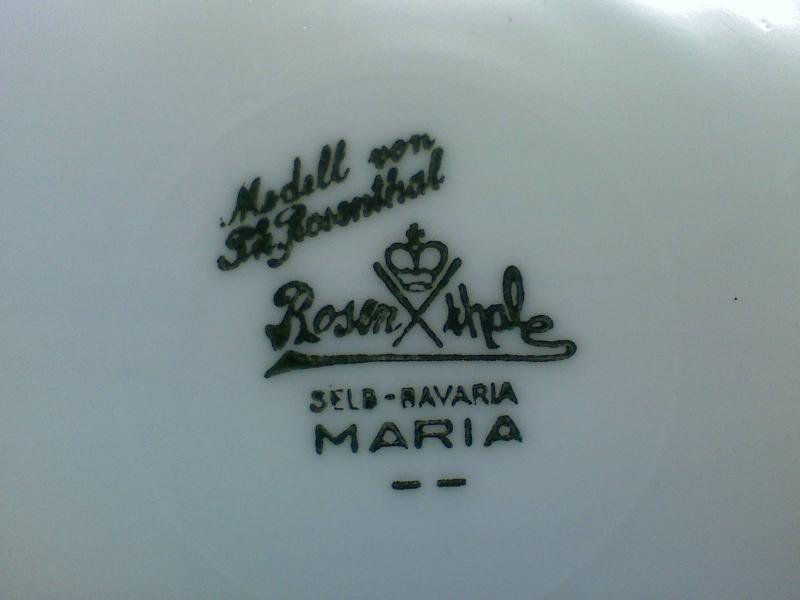 Modell von
Ph. Rosenthal
Rosenthal
SELB-BAVARIA
MARIA